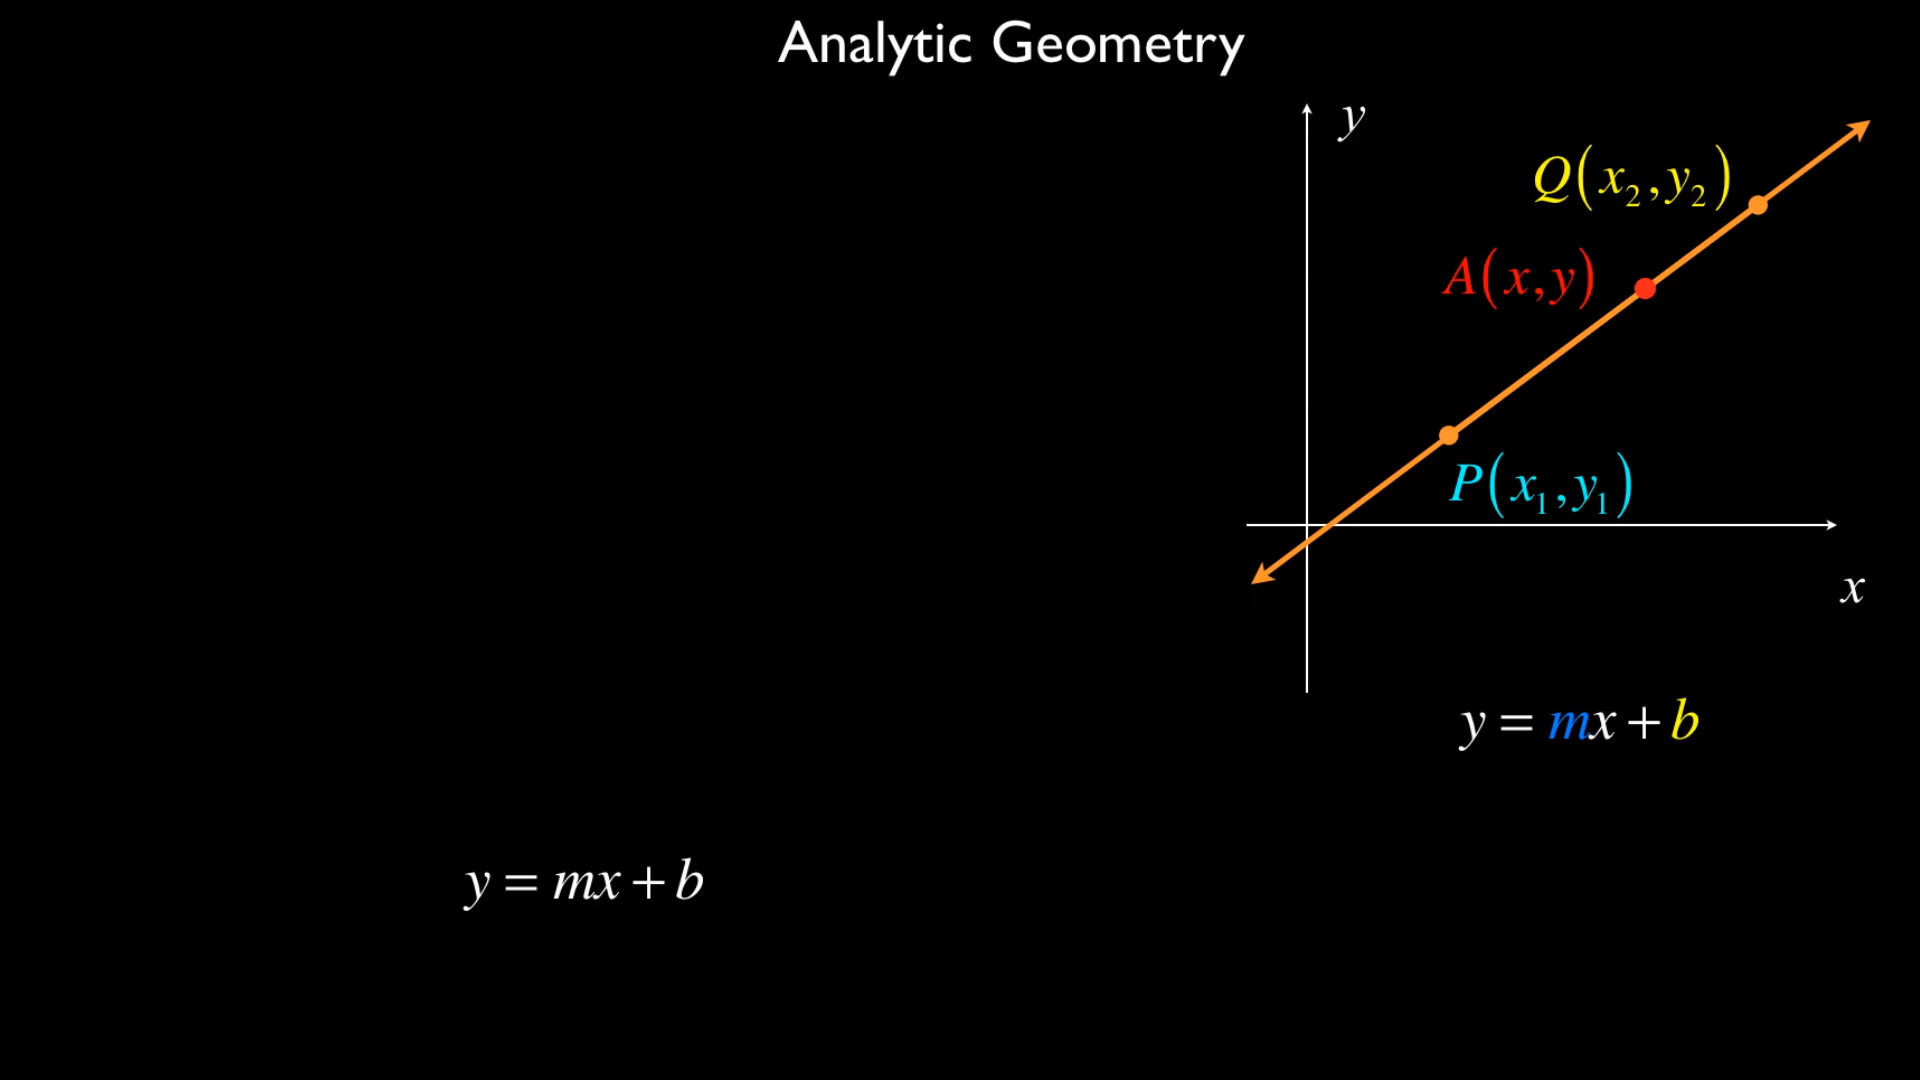 Analytic Geometry
y
Q(x₂,y₂)
A(x,y)
P(x₁,y₁)
x
y = mx + b
y = mx + b